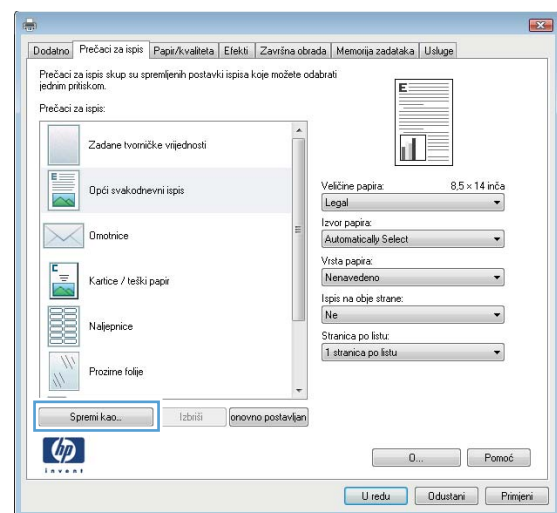 Dodatno Prečaci za ispis Papir/kvaliteta Efekti Završna obrada Memorija zadataka Usluge
Prečaci za ispis skup su spremljenih postavki ispisa koje možete odabrati
jednim pritiskom.
Prečaci za ispis:
Zadane tvorničke vrijednosti
Opći svakodnevni ispis
Omotnice
Kartice / teški papir
Naljepnice
Prozirne folije
Spremi kao... Izbriši onovno postavljan
Veličine papira: 8,5 × 14 inča
Legal
Izvor papira:
Automatically Select
Vrsta papira:
Nenavedeno
Ispis na obje strane:
Ne
Stranica po listu:
1 stranica po listu
E
E
C
hp
invent
O... Pomoć
U redu Odustani Primijeni